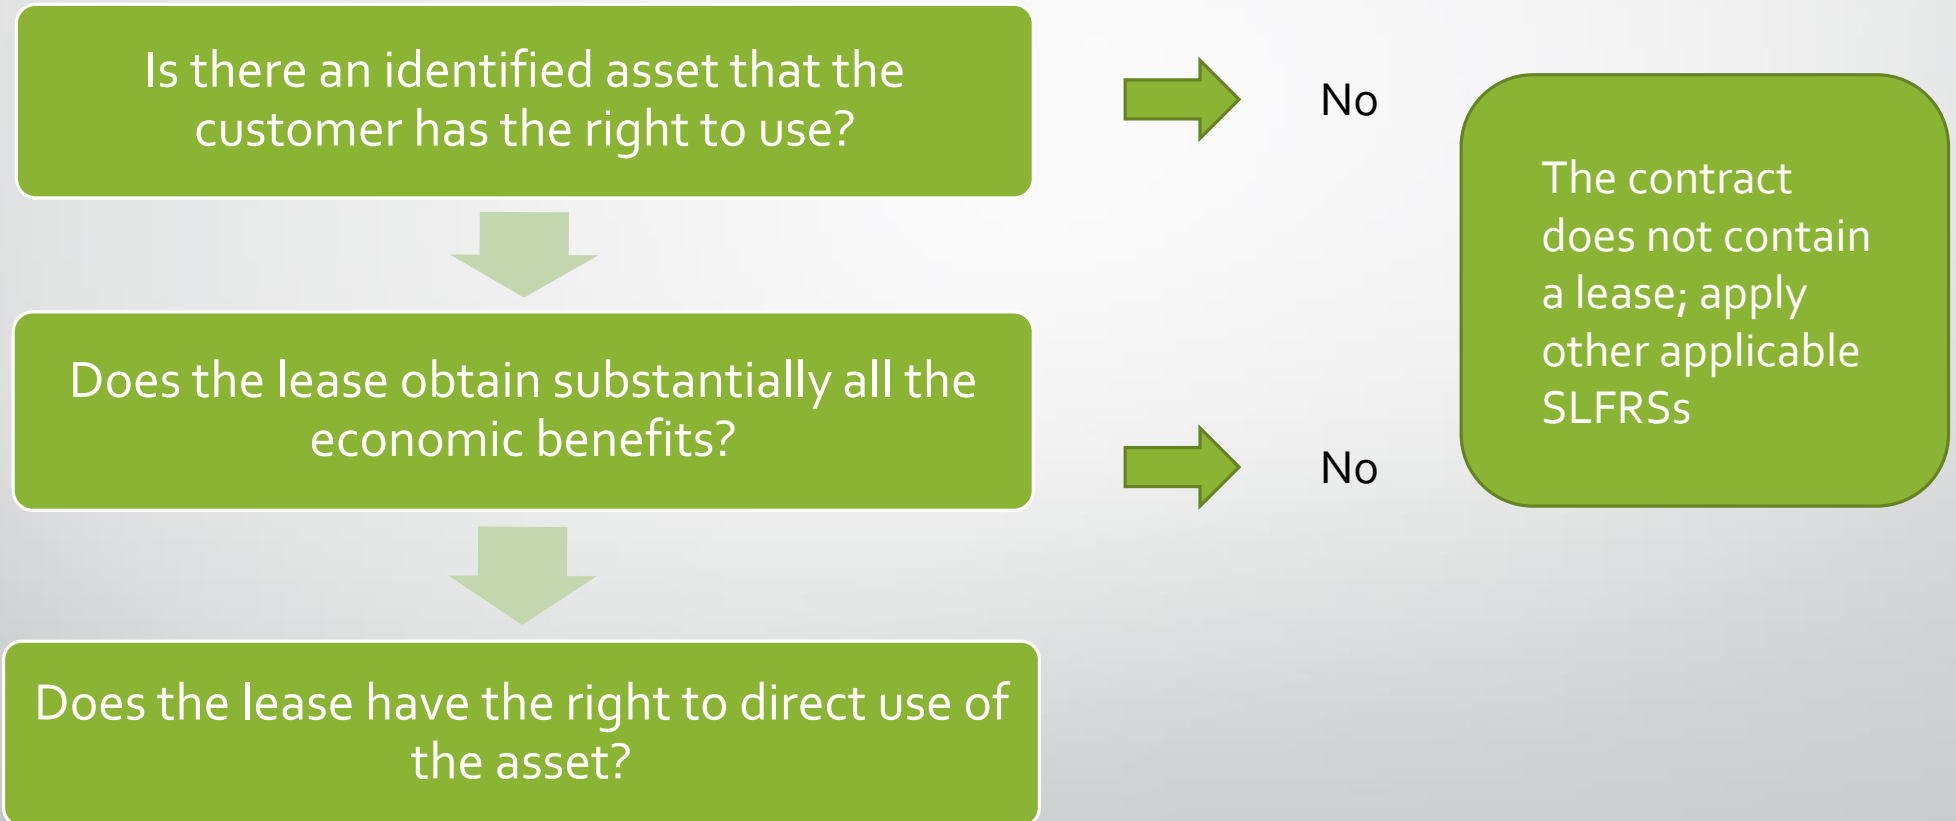 Is there an identified asset that the
customer has the right to use?
No
The contract
does not contain
a lease; apply
other applicable
SLFRSs
Does the lease obtain substantially all the
economic benefits?
No
Does the lease have the right to direct use of
the asset?